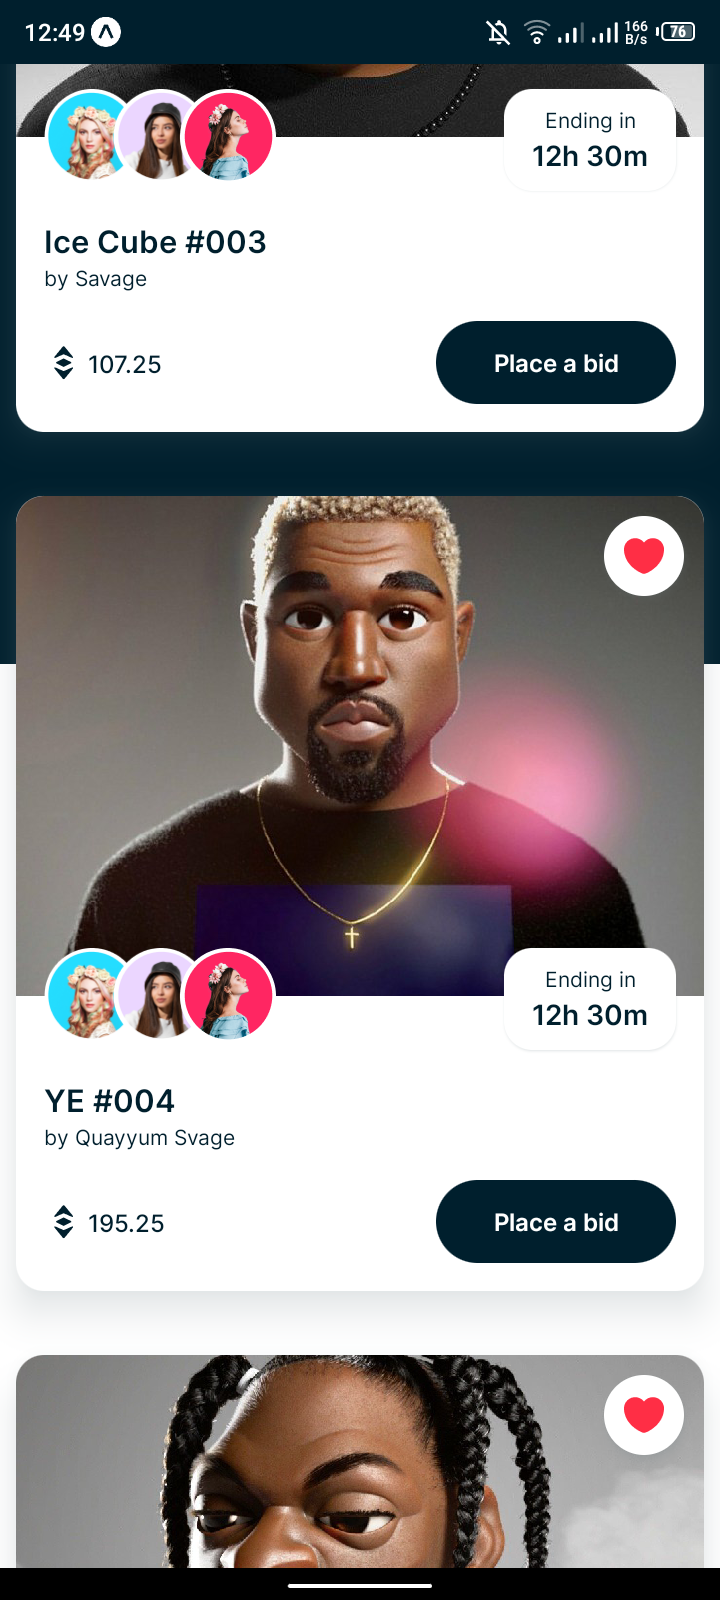 12:49
166
B/s
76
Ending in
12h 30m
Ice Cube #003
by Savage
107.25
Place a bid
Ending in
12h 30m
YE #004
by Quayyum Svage
195.25
Place a bid